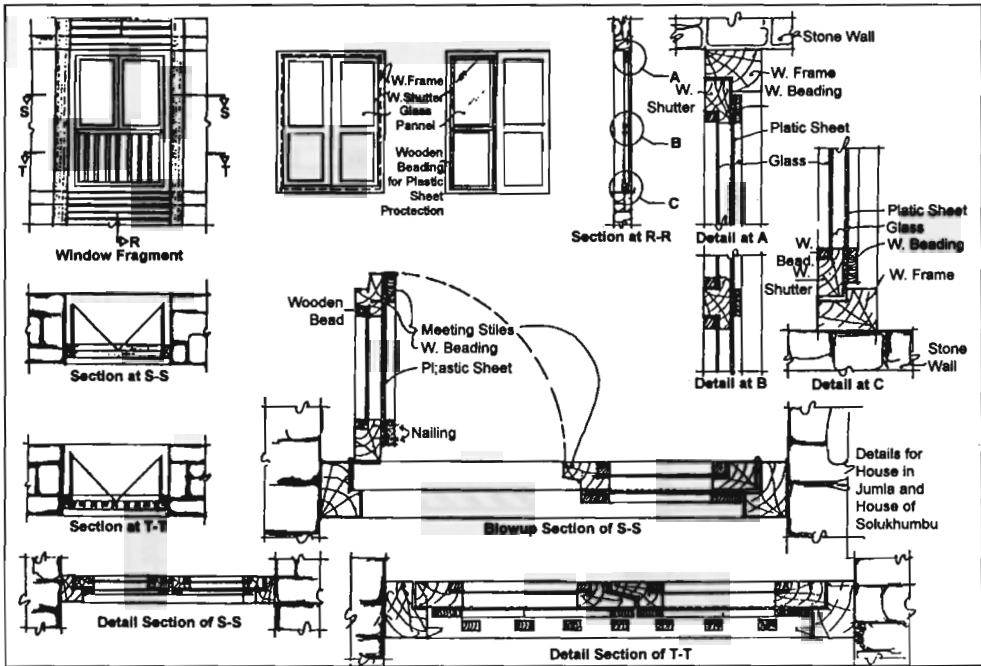 S
S
T
T
R
Window Fragment
W.Frame
W.Shutter
Glass
Pannel
Wooden
Beading
for Plastic
Sheet
Proctection
A
B
C
Section at R-R
Stone Wall
W. Frame
W. Beading
W.
Shutter
Platic Sheet
Glass
Detail at A
Detail at B
Platic Sheet
Glass
W. Beading
W.
Bead.
W.
Shutter
W. Frame
Stone
Wall
Detail at C
Section at S-S
Section at T-T
Wooden
Bead
Meeting Stiles
W. Beading
Pl;astic Sheet
Nailing
Blowup Section of S-S
Details for
House in
Jumla and
House of
Solukhumbu
Detail Section of S-S
Detail Section of T-T